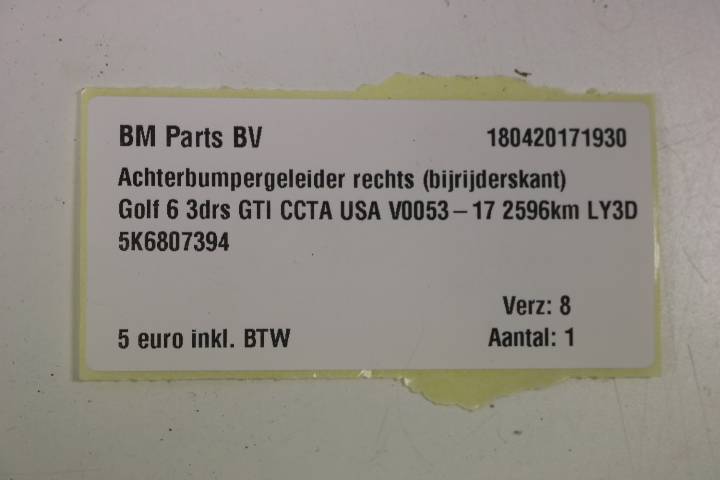 BM Parts BV 180420171930
Achterbumpergeleider rechts (bijrijderskant)
Golf 6 3drs GTI CCTA USA V0053-17 2596km LY3D
5K6807394
Verz: 8
5 euro inkl. BTW Aantal: 1